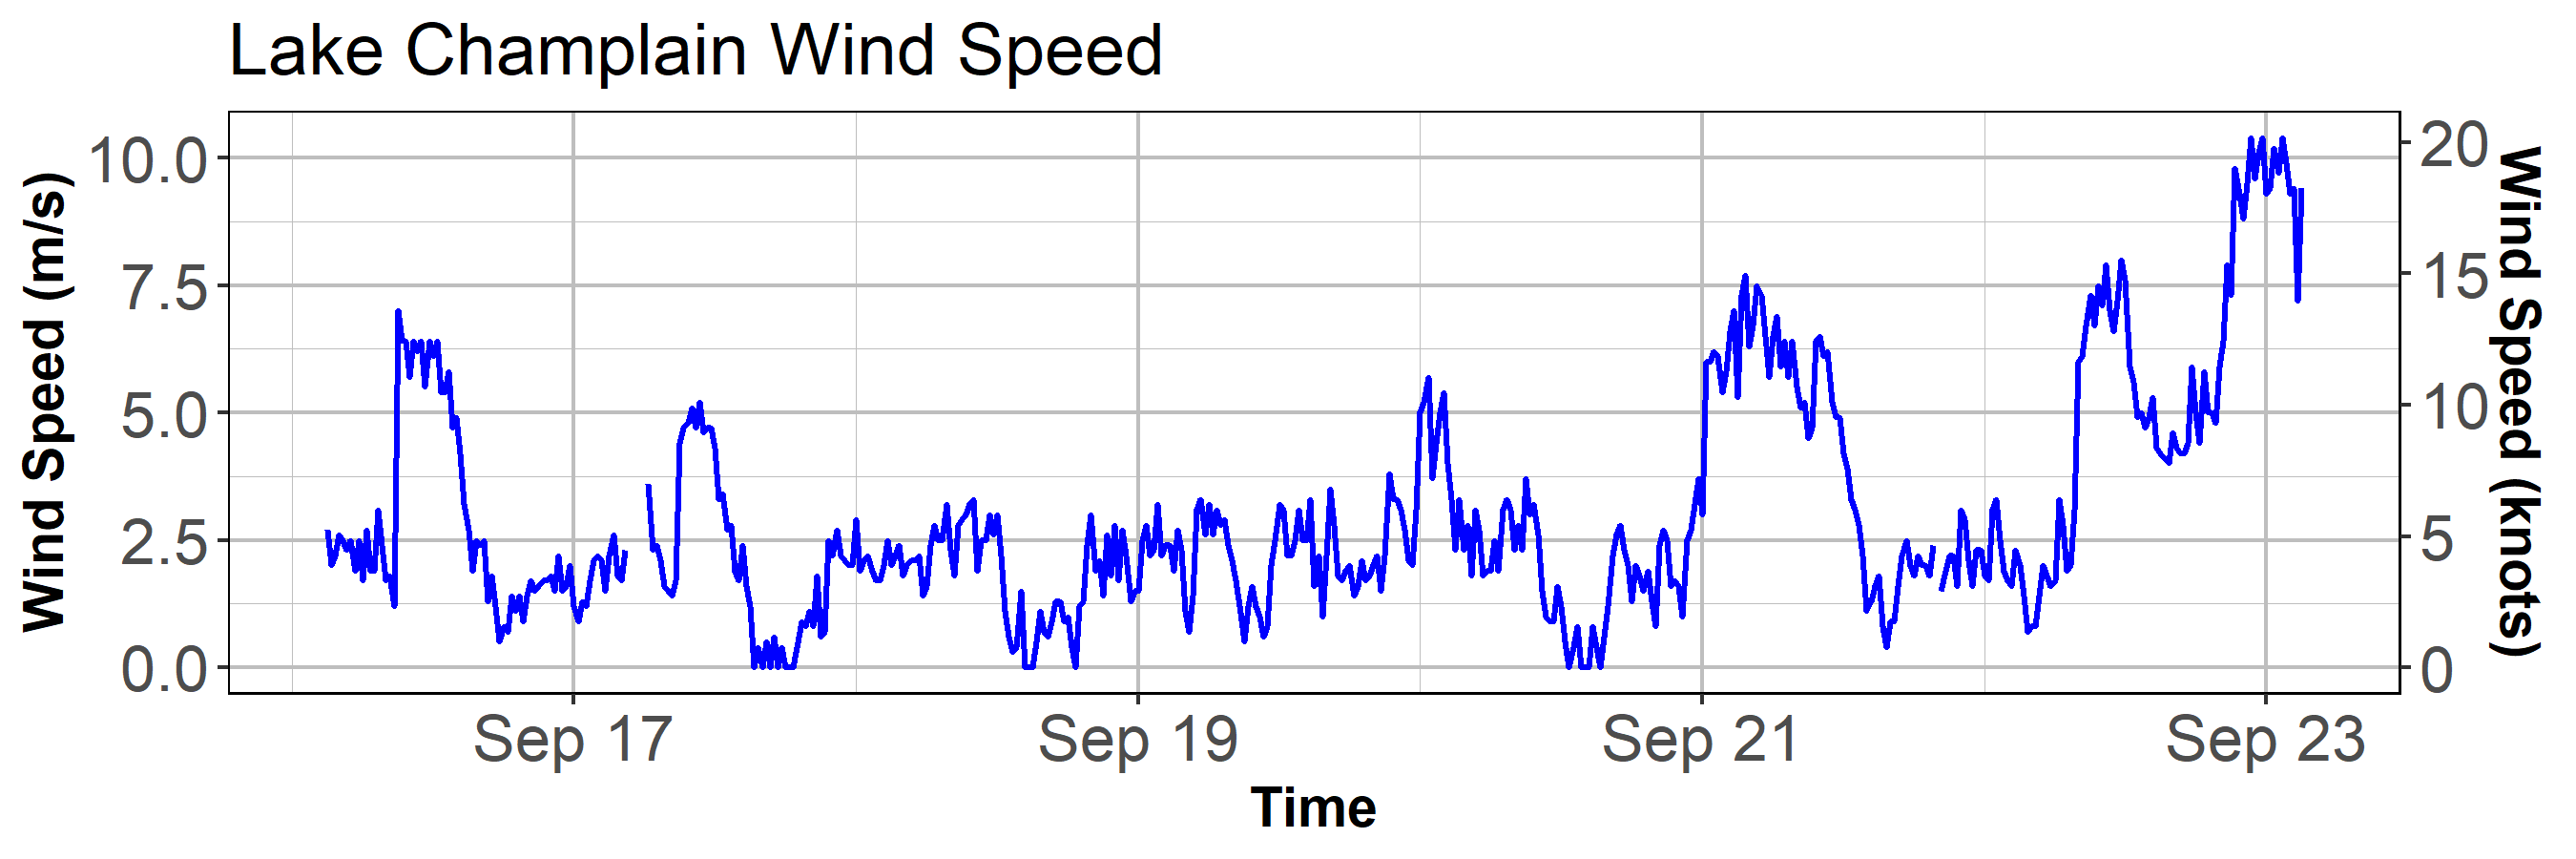 Lake Champlain Wind Speed
Wind Speed (m/s)
10.0
7.5
5.0
2.5
0.0
20
15
10
5
0
Wind Speed (knots)
Sep 17
Sep 19
Sep 21
Sep 23
Time